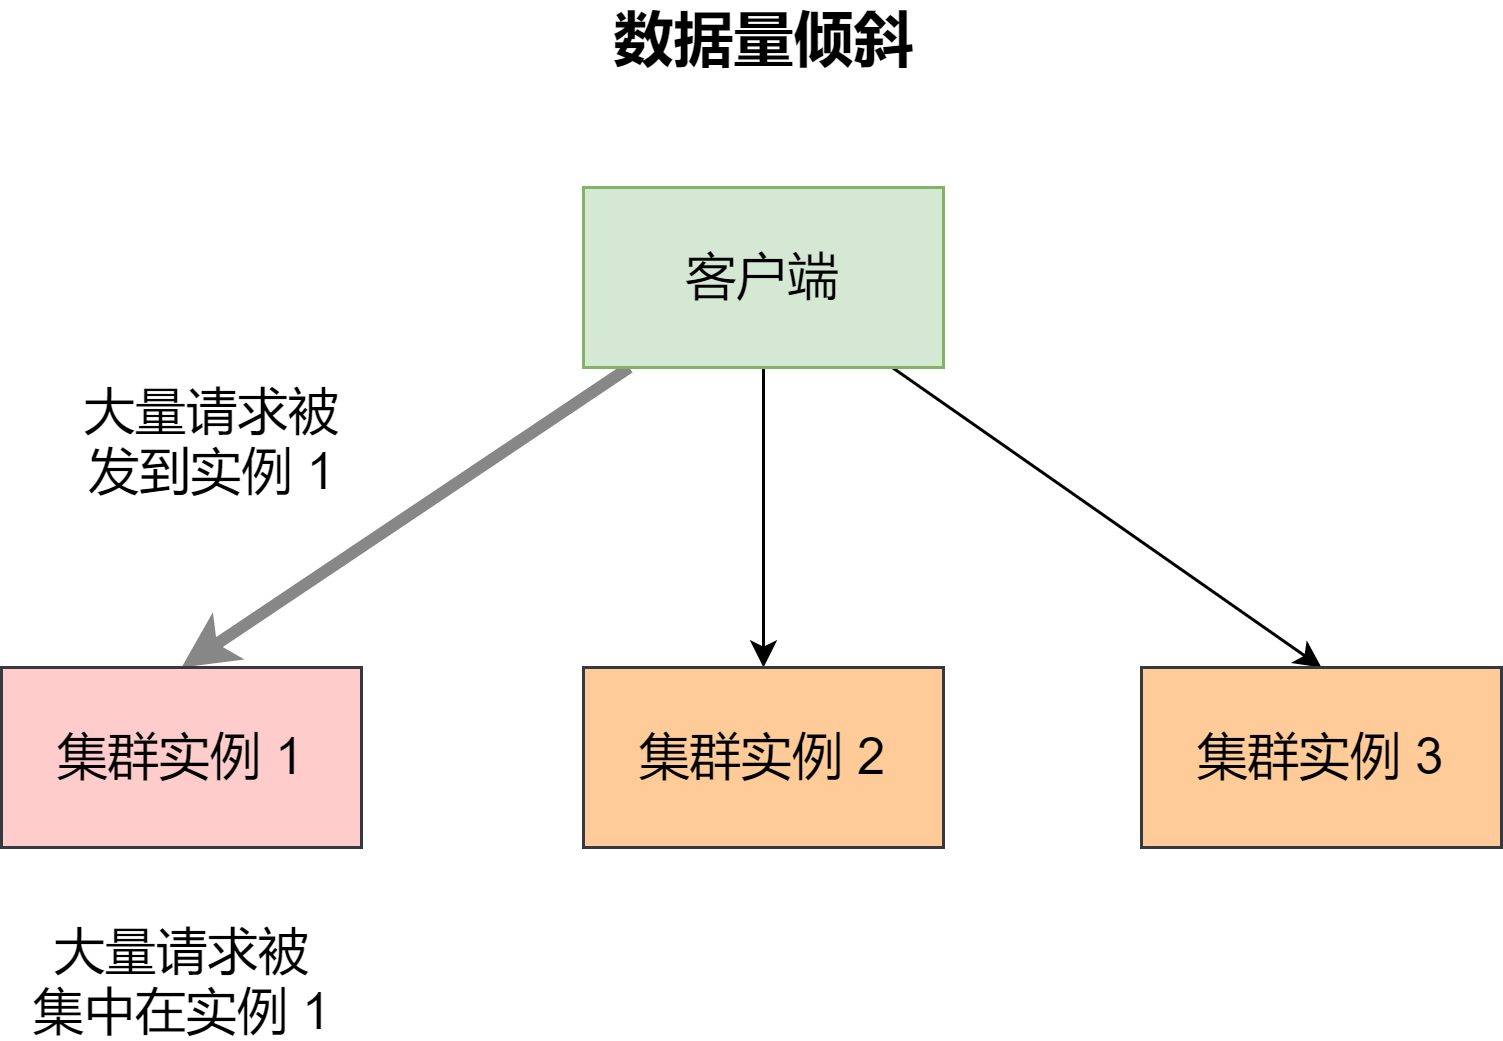 数据量倾斜
客户端
大量请求被
发到实例 1
集群实例 1
集群实例 2
集群实例 3
大量请求被
集中在实例 1